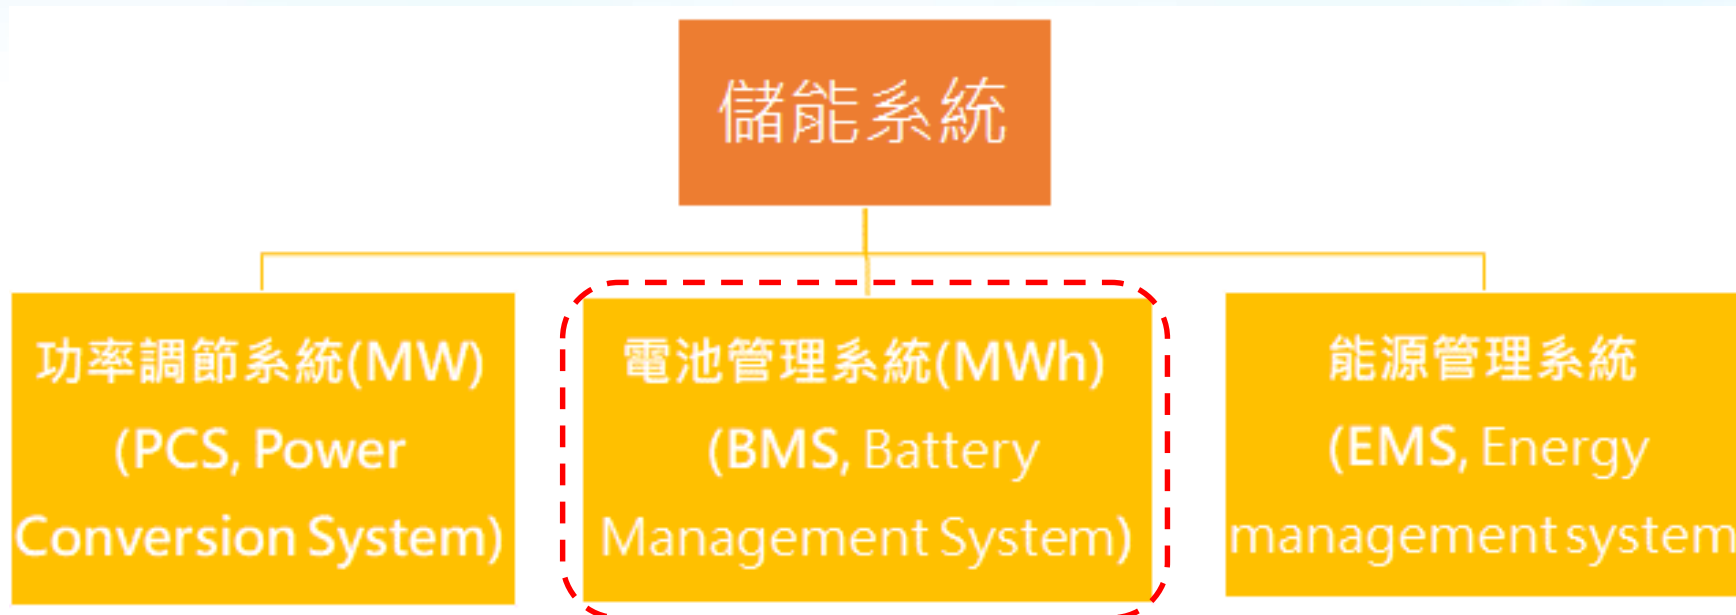 儲能系統
功率調節系統(MW)
(PCS, Power
Conversion System)
電池管理系統(MWh)
(BMS, Battery
Management System)
能源管理系統
(EMS, Energy
management system